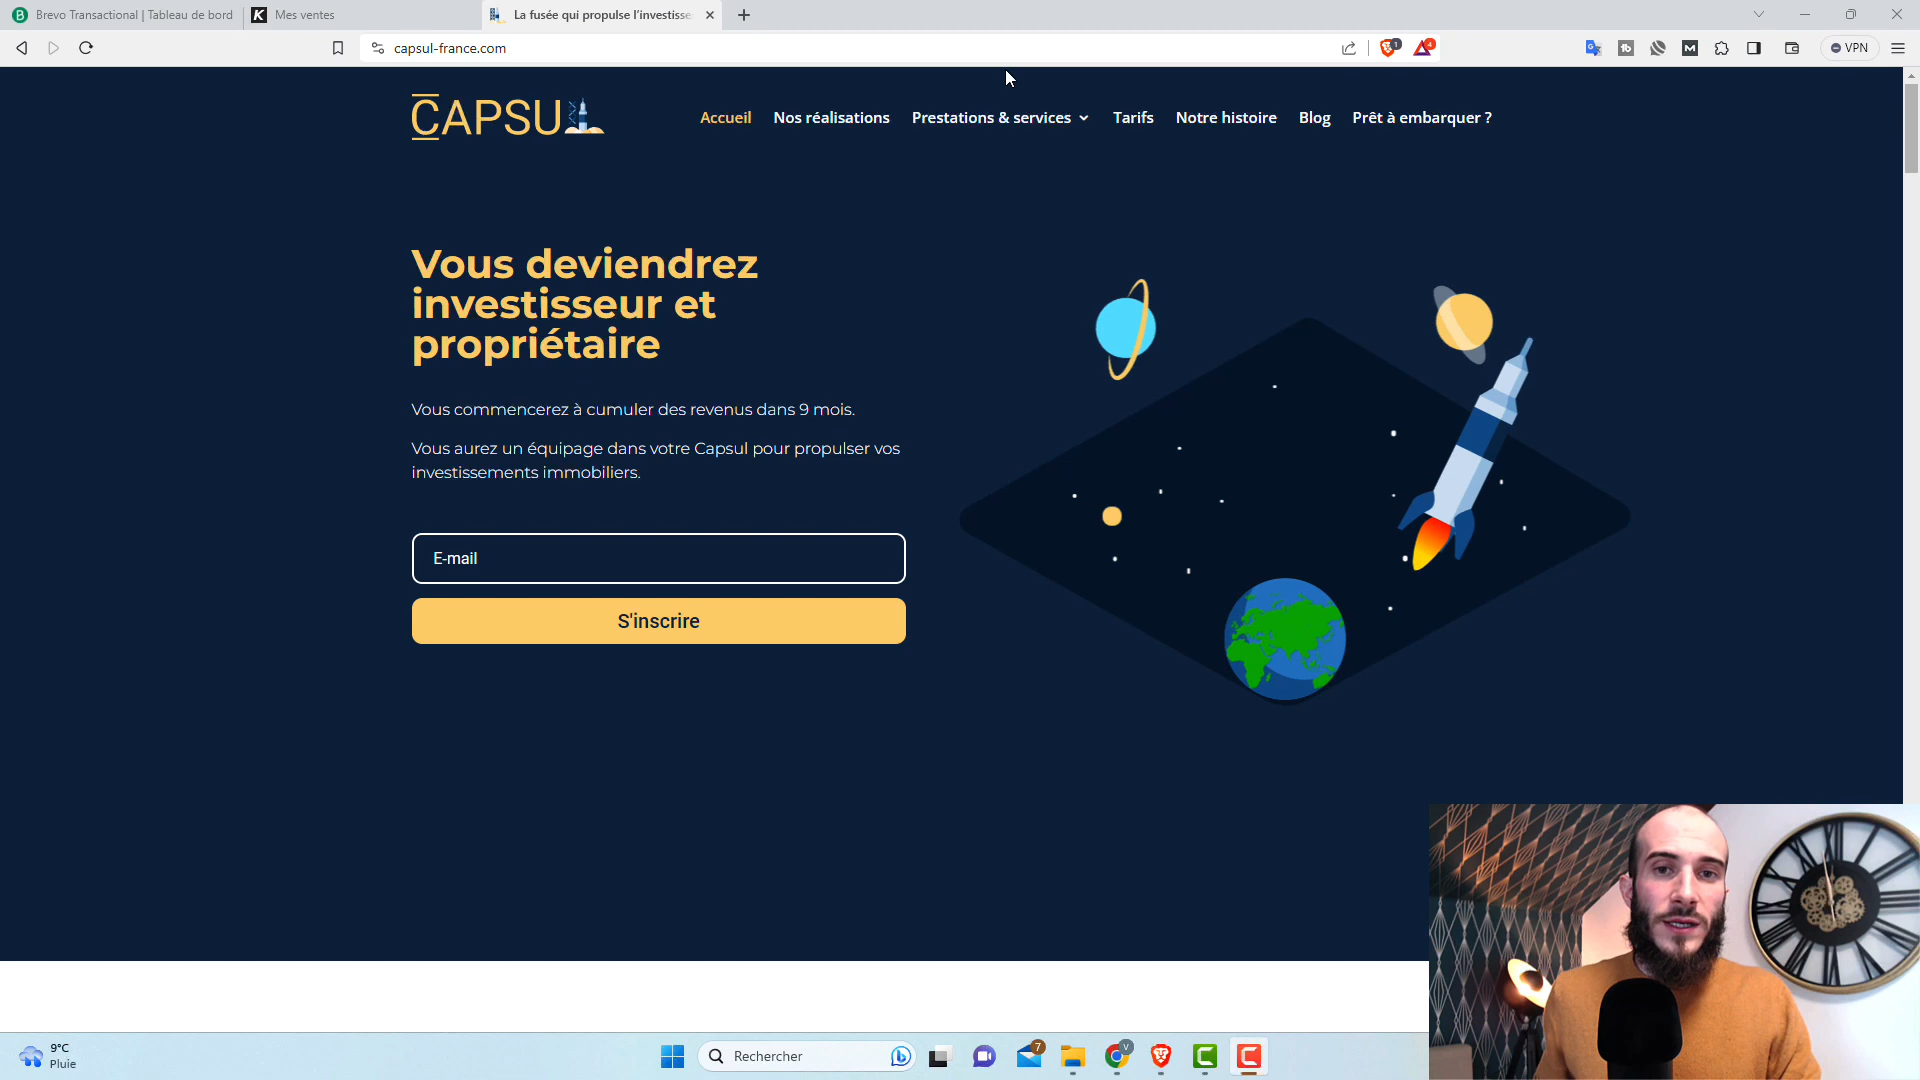 Brevo Transactional | Tableau de bord
Mes ventes
La fusée qui propulse l'investisse
capsul-france.com
1
4
VPN
CAPSUL
Accueil
Nos réalisations
Prestations & services
Tarifs
Notre histoire
Blog
Prêt à embarquer ?
Vous deviendrez
investisseur et
propriétaire
Vous commencerez à cumuler des revenus dans 9 mois.
Vous aurez un équipage dans votre Capsul pour propulser vos
investissements immobiliers.
E-mail
S'inscrire
9°C
Pluie
Rechercher
7
V